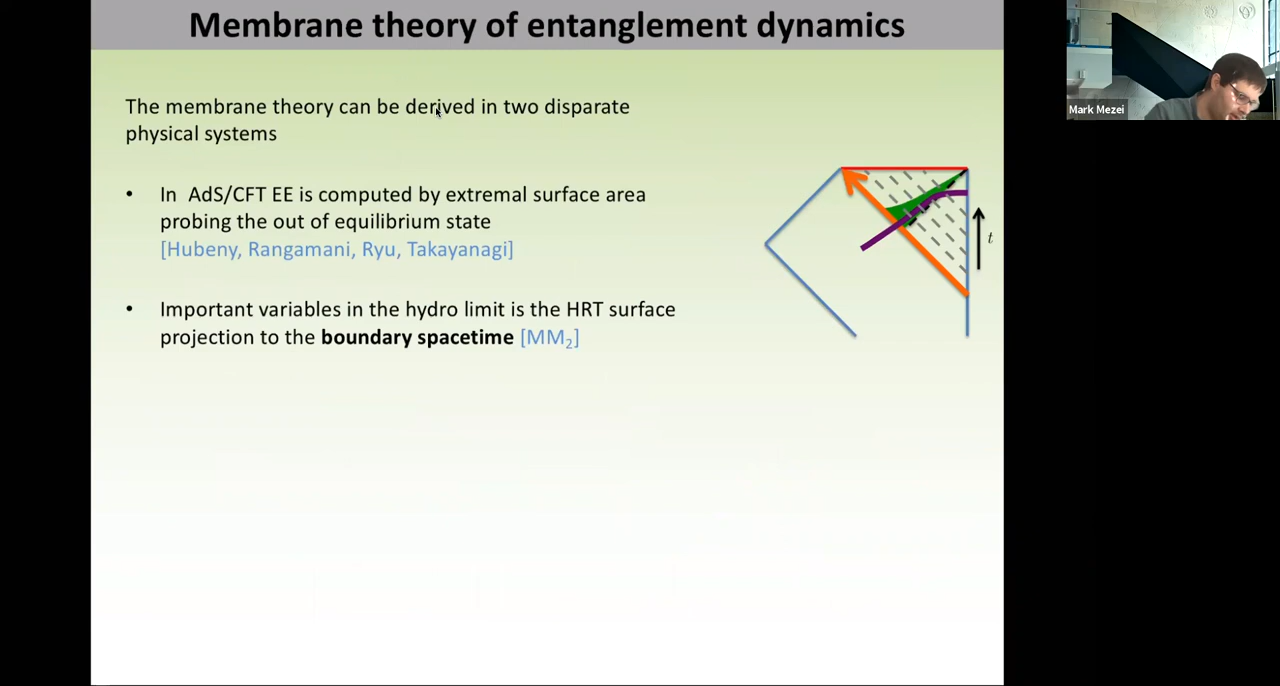 Membrane theory of entanglement dynamics
The membrane theory can be derived in two disparate
physical systems
• In AdS/CFT EE is computed by extremal surface area
probing the out of equilibrium state
[Hubeny, Rangamani, Ryu, Takayanagi]
• Important variables in the hydro limit is the HRT surface
projection to the boundary spacetime [MM₂]
t
Mark Mezei